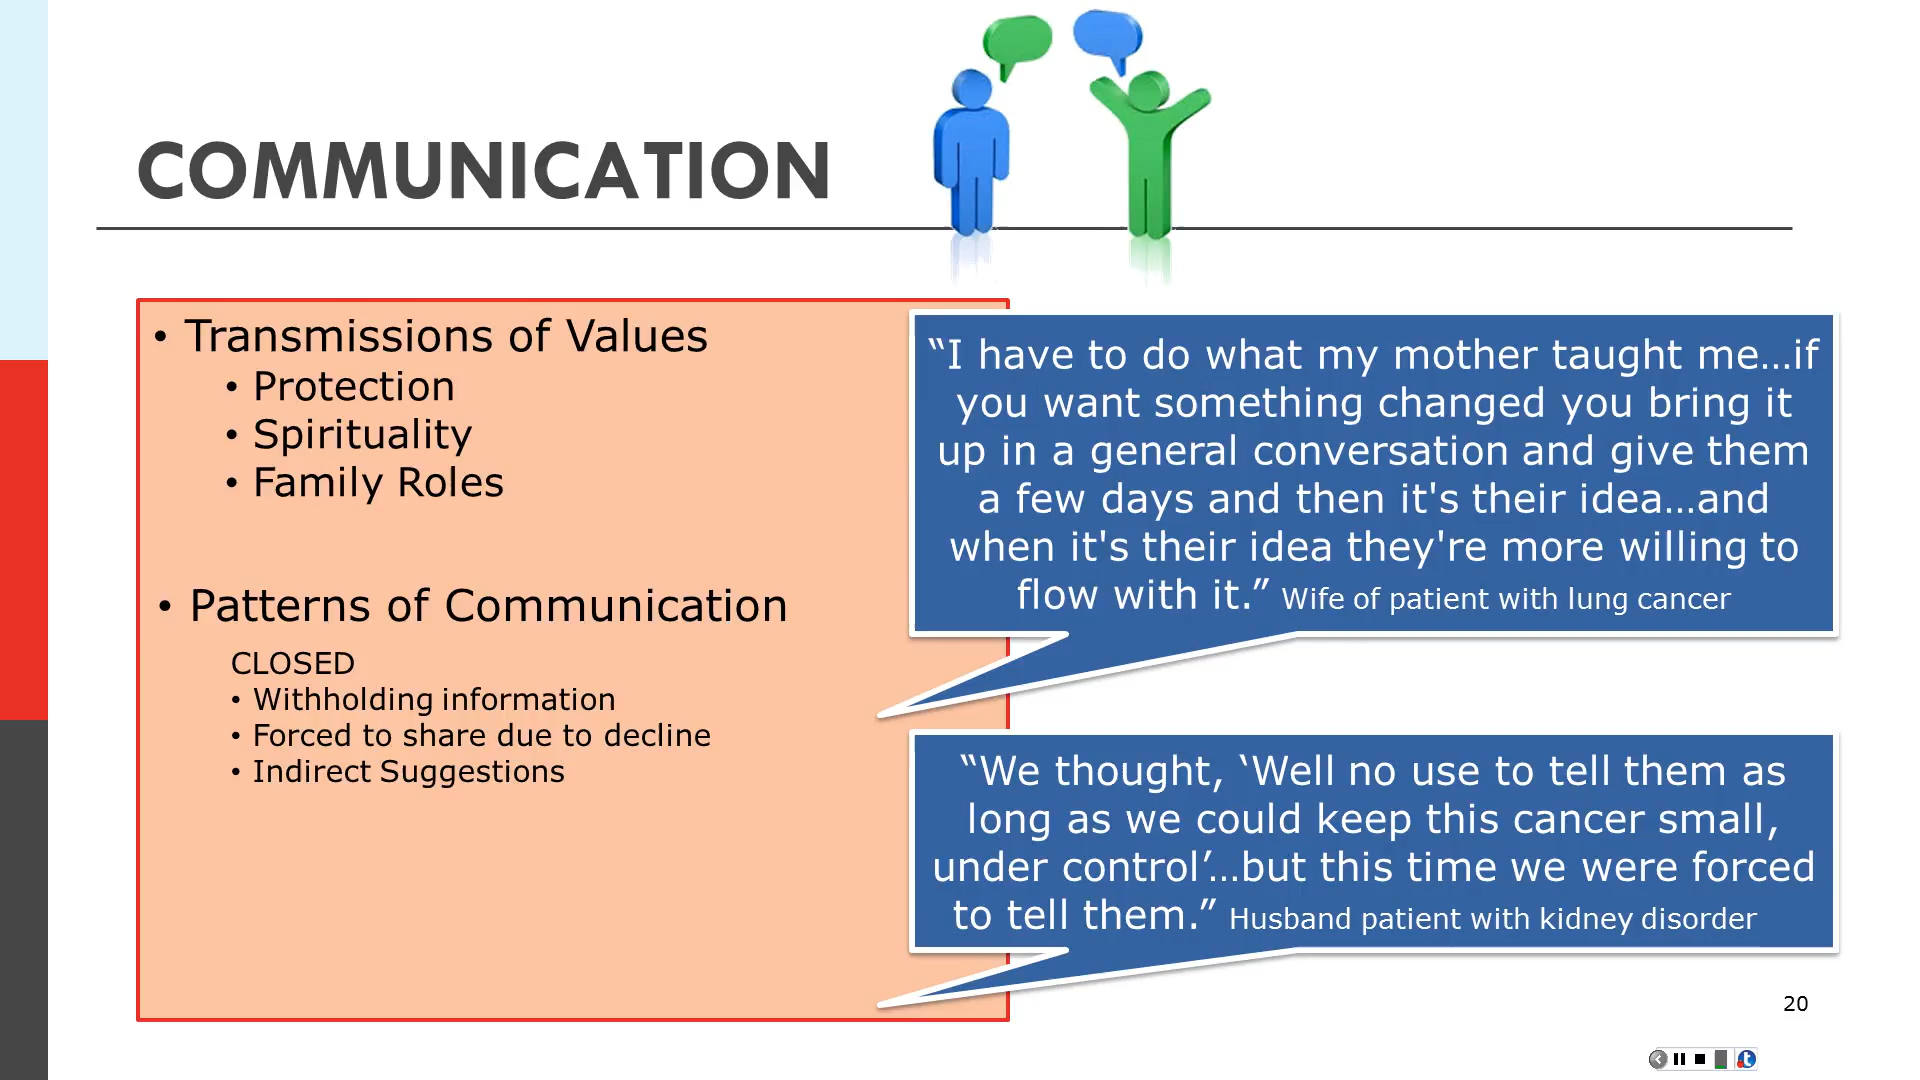 COMMUNICATION
• Transmissions of Values
• Protection
• Spirituality
• Family Roles
• Patterns of Communication
CLOSED
• Withholding information
• Forced to share due to decline
• Indirect Suggestions
“I have to do what my mother taught me…if
you want something changed you bring it
up in a general conversation and give them
a few days and then it's their idea…and
when it's their idea they're more willing to
flow with it.” Wife of patient with lung cancer
“We thought, ‘Well no use to tell them as
long as we could keep this cancer small,
under control’…but this time we were forced
to tell them.” Husband patient with kidney disorder
20
t